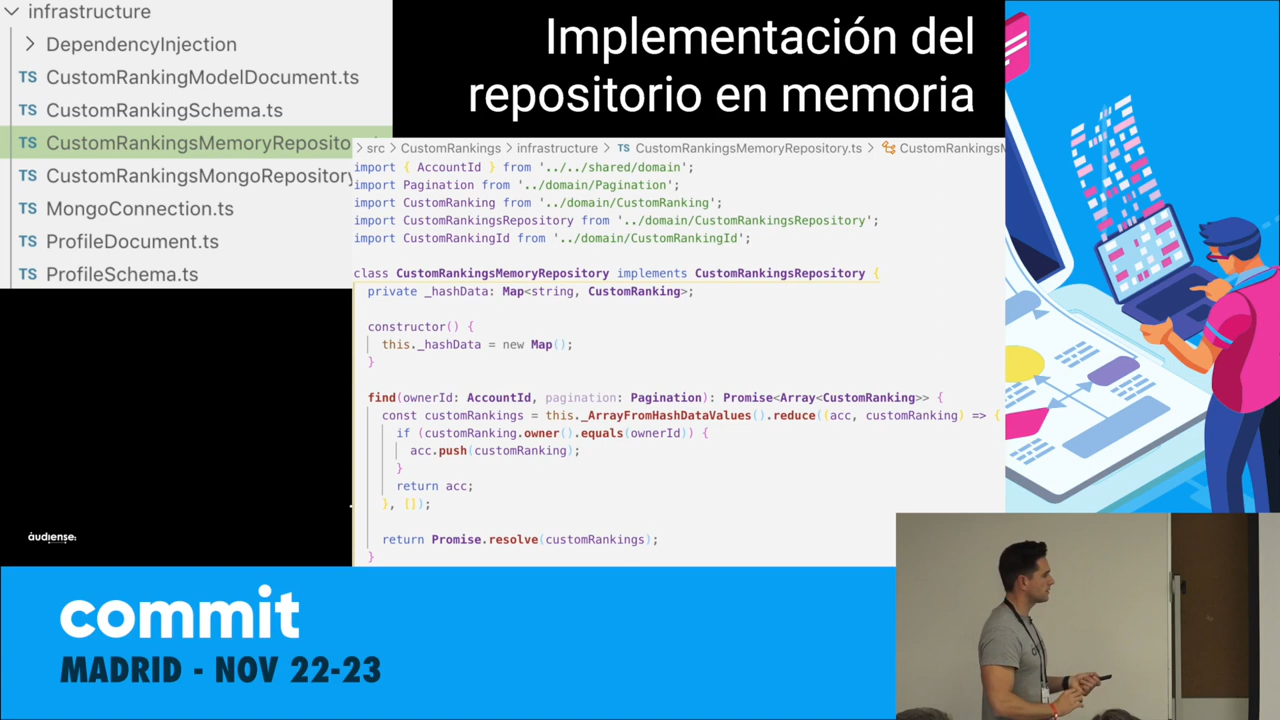 infrastructure
DependencyInjection
TS CustomRankingModelDocument.ts
TS CustomRankingSchema.ts
TS CustomRankingsMemoryReposito
TS CustomRankingsMongoRepository
TS MongoConnection.ts
TS ProfileDocument.ts
TS ProfileSchema.ts
Implementación del
repositorio en memoria
> src > CustomRankings > infrastructure > TS CustomRankingsMemoryRepository.ts > CustomRankingsM
import { AccountId } from '../../shared/domain';
import Pagination from '../domain/Pagination';
import CustomRanking from '../domain/CustomRanking';
import CustomRankingsRepository from '../domain/CustomRankingsRepository';
import CustomRankingId from '../domain/CustomRankingId';
class CustomRankingsMemoryRepository implements CustomRankingsRepository {
private _hashData: Map<string, CustomRanking>;
constructor() {
this._hashData = new Map();
}
find(ownerId: AccountId, pagination: Pagination): Promise<Array<CustomRanking>> {
const customRankings = this._ArrayFromHashDataValues().reduce((acc, customRanking) => {
if (customRanking.owner().equals(ownerId)) {
acc.push(customRanking);
}
return acc;
}, []);
return Promise.resolve(customRankings);
}
audiense:
commit
MADRID - NOV 22-23